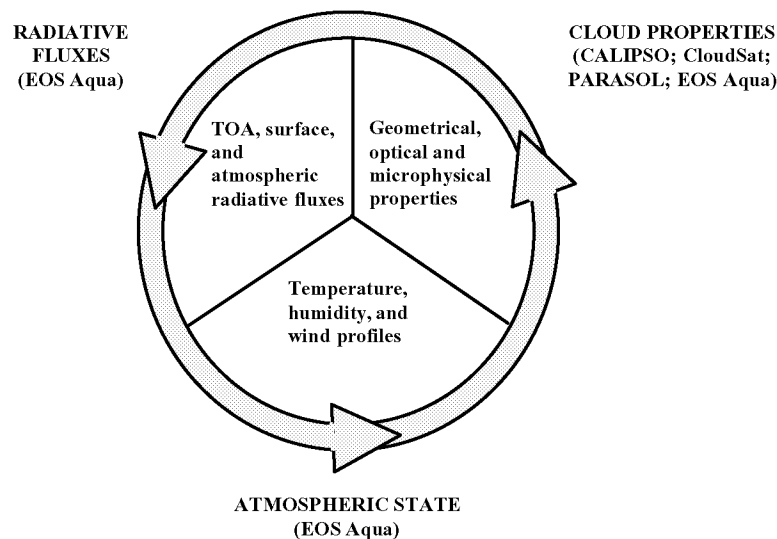 RADIATIVE
FLUXES
(EOS Aqua)
CLOUD PROPERTIES
(CALIPSO; CloudSat;
PARASOL; EOS Aqua)
TOA, surface,
and
atmospheric
radiative fluxes
Geometrical,
optical and
microphysical
properties
Temperature,
humidity, and
wind profiles
ATMOSPHERIC STATE
(EOS Aqua)